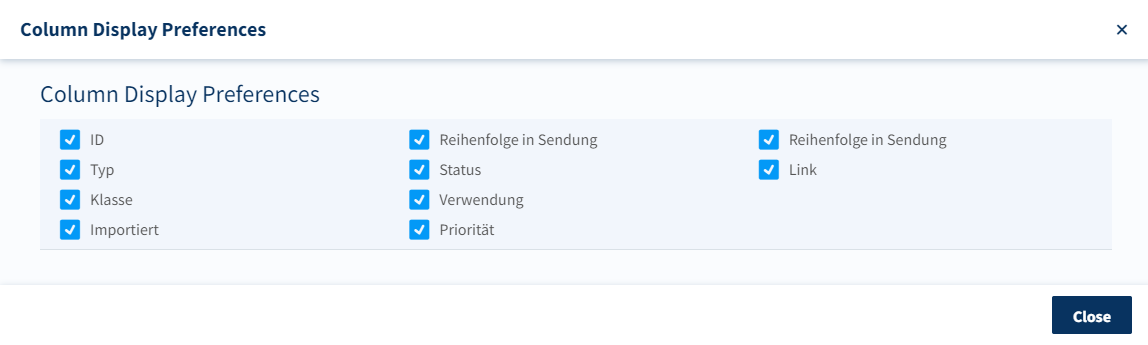 Column Display Preferences
×
Column Display Preferences
ID
Typ
Klasse
Importiert
Reihenfolge in Sendung
Status
Verwendung
Priorität
Reihenfolge in Sendung
Link
Close